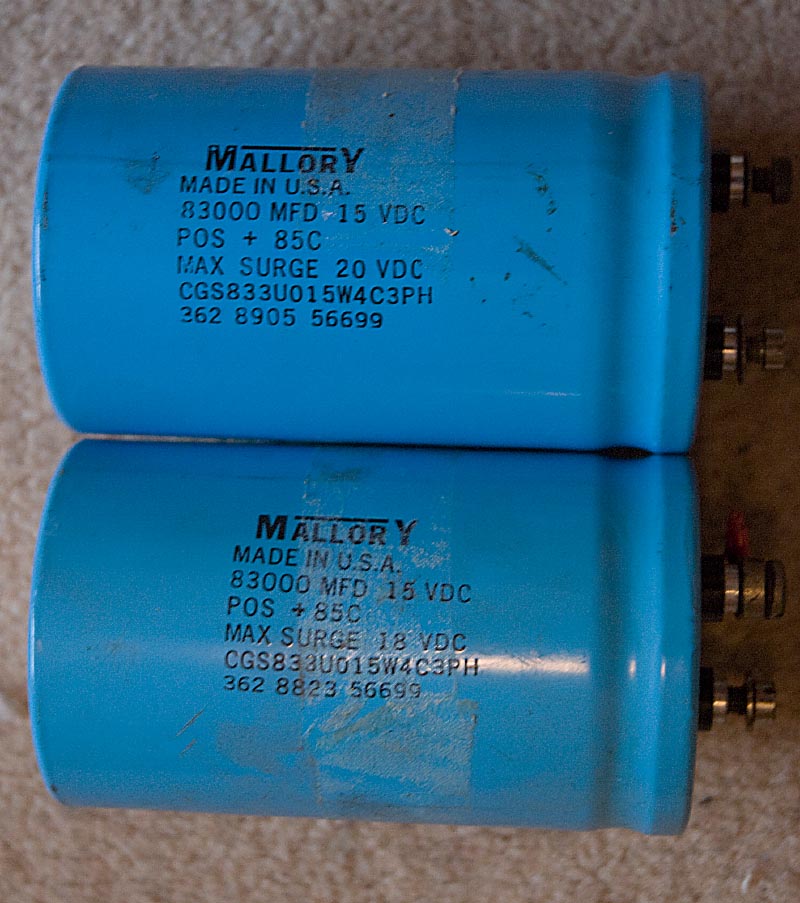 MALLORY
MADE IN U.S.A.
83000 MFD 15 VDC
POS + 85C
MAX SURGE 20 VDC
CGS833U015W4C3PH
362 8905 56699
MALLORY
MADE IN U.S.A.
83000 MFD 15 VDC
POS + 85C
MAX SURGE 18 VDC
CGS833U015W4C3PH
362 8823 56699